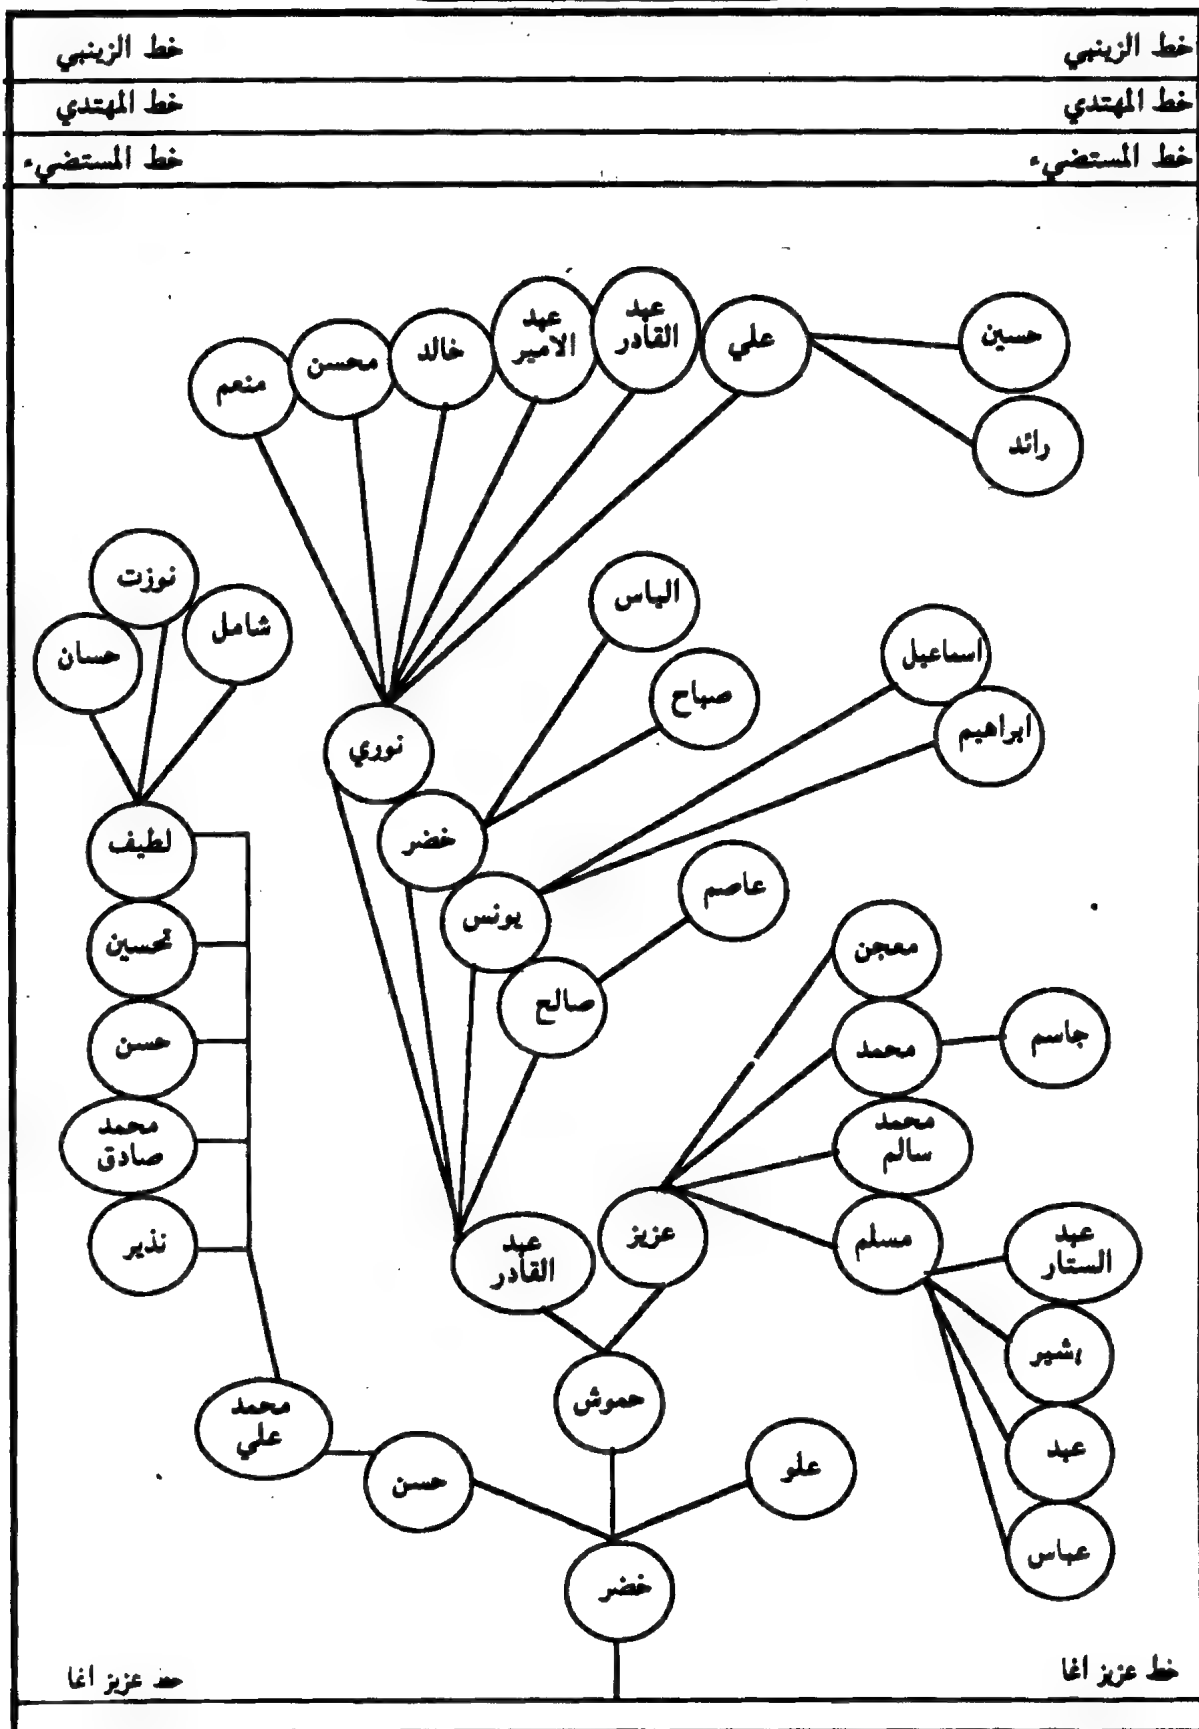 خط الزينبي
خط الزينبي
خط المهتدي
خط المهتدي
خط المستضيء
خط المستضيء
علي
عبد
القادر
عبد
الامير
خالد
محسن
منعم
حسين
رائد
نوزت
شامل
حسان
الياس
صباح
اسماعيل
ابراهيم
نوري
خضر
يونس
صالح
عاصم
لطيف
تحسين
حسن
محمد
صادق
نذير
معجن
محمد
جاسم
محمد
سالم
مسلم
عبد
الستار
بشير
عبد
عباس
عزيز
عبد
القادر
حموش
محمد
علي
حسن
علو
خضر
خط عزيز اغا
خط عزيز اغا